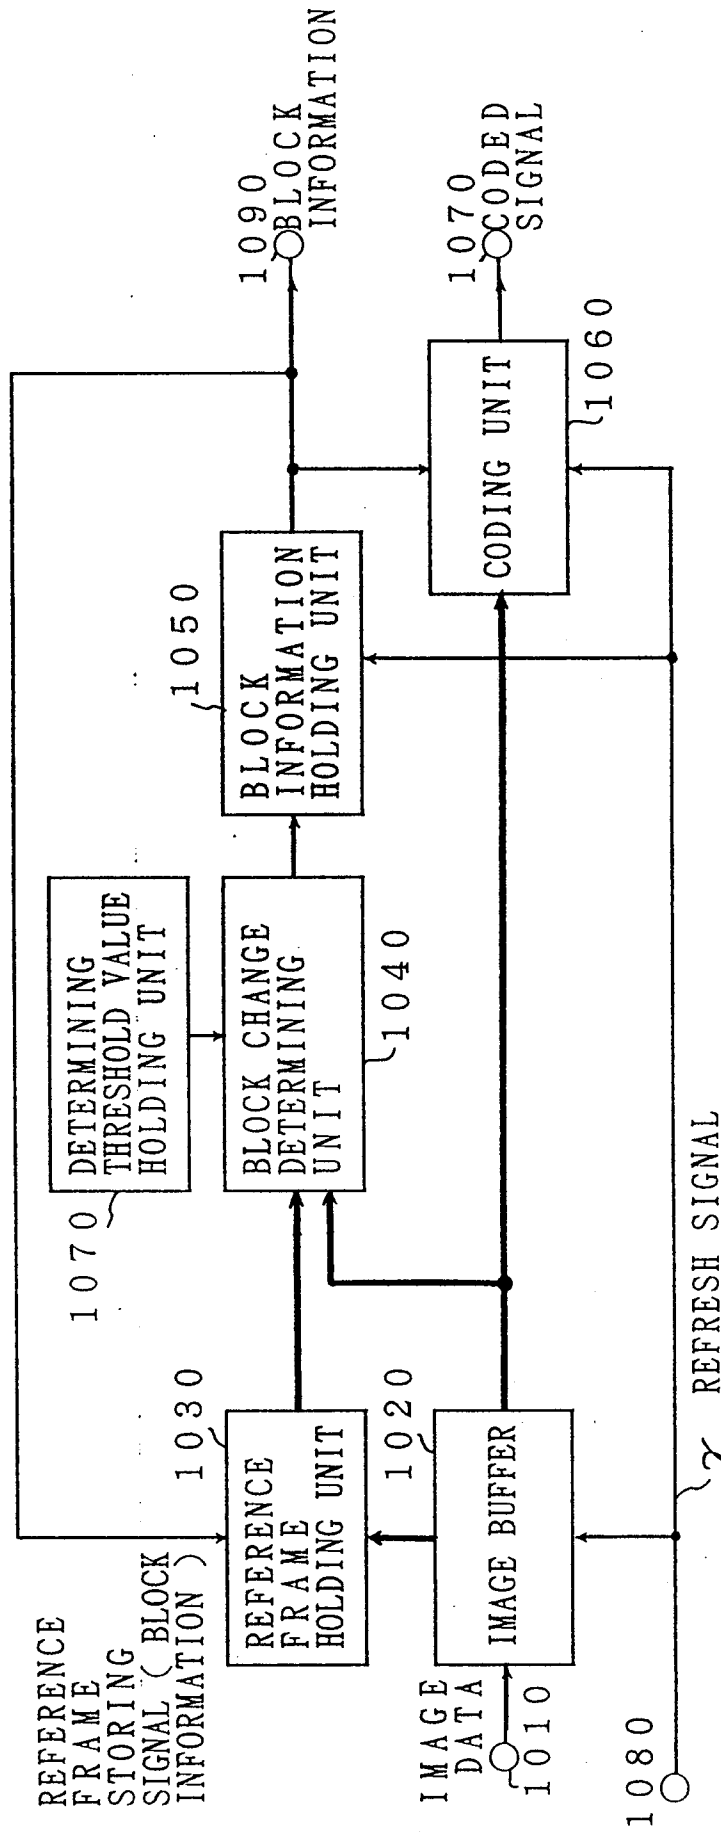 REFERENCE
FRAME
STORING
SIGNAL ( BLOCK
INFORMATION )
1070
DETERMINING
THRESHOLD VALUE
HOLDING UNIT
1030
REFERENCE
FRAME
HOLDING UNIT
BLOCK CHANGE
DETERMINING
UNIT
1040
1050
BLOCK
INFORMATION
HOLDING UNIT
1090
BLOCK
INFORMATION
IMAGE
DATA
1010
1020
IMAGE BUFFER
CODING UNIT
1060
1070
CODED
SIGNAL
1080
γ REFRESH SIGNAL